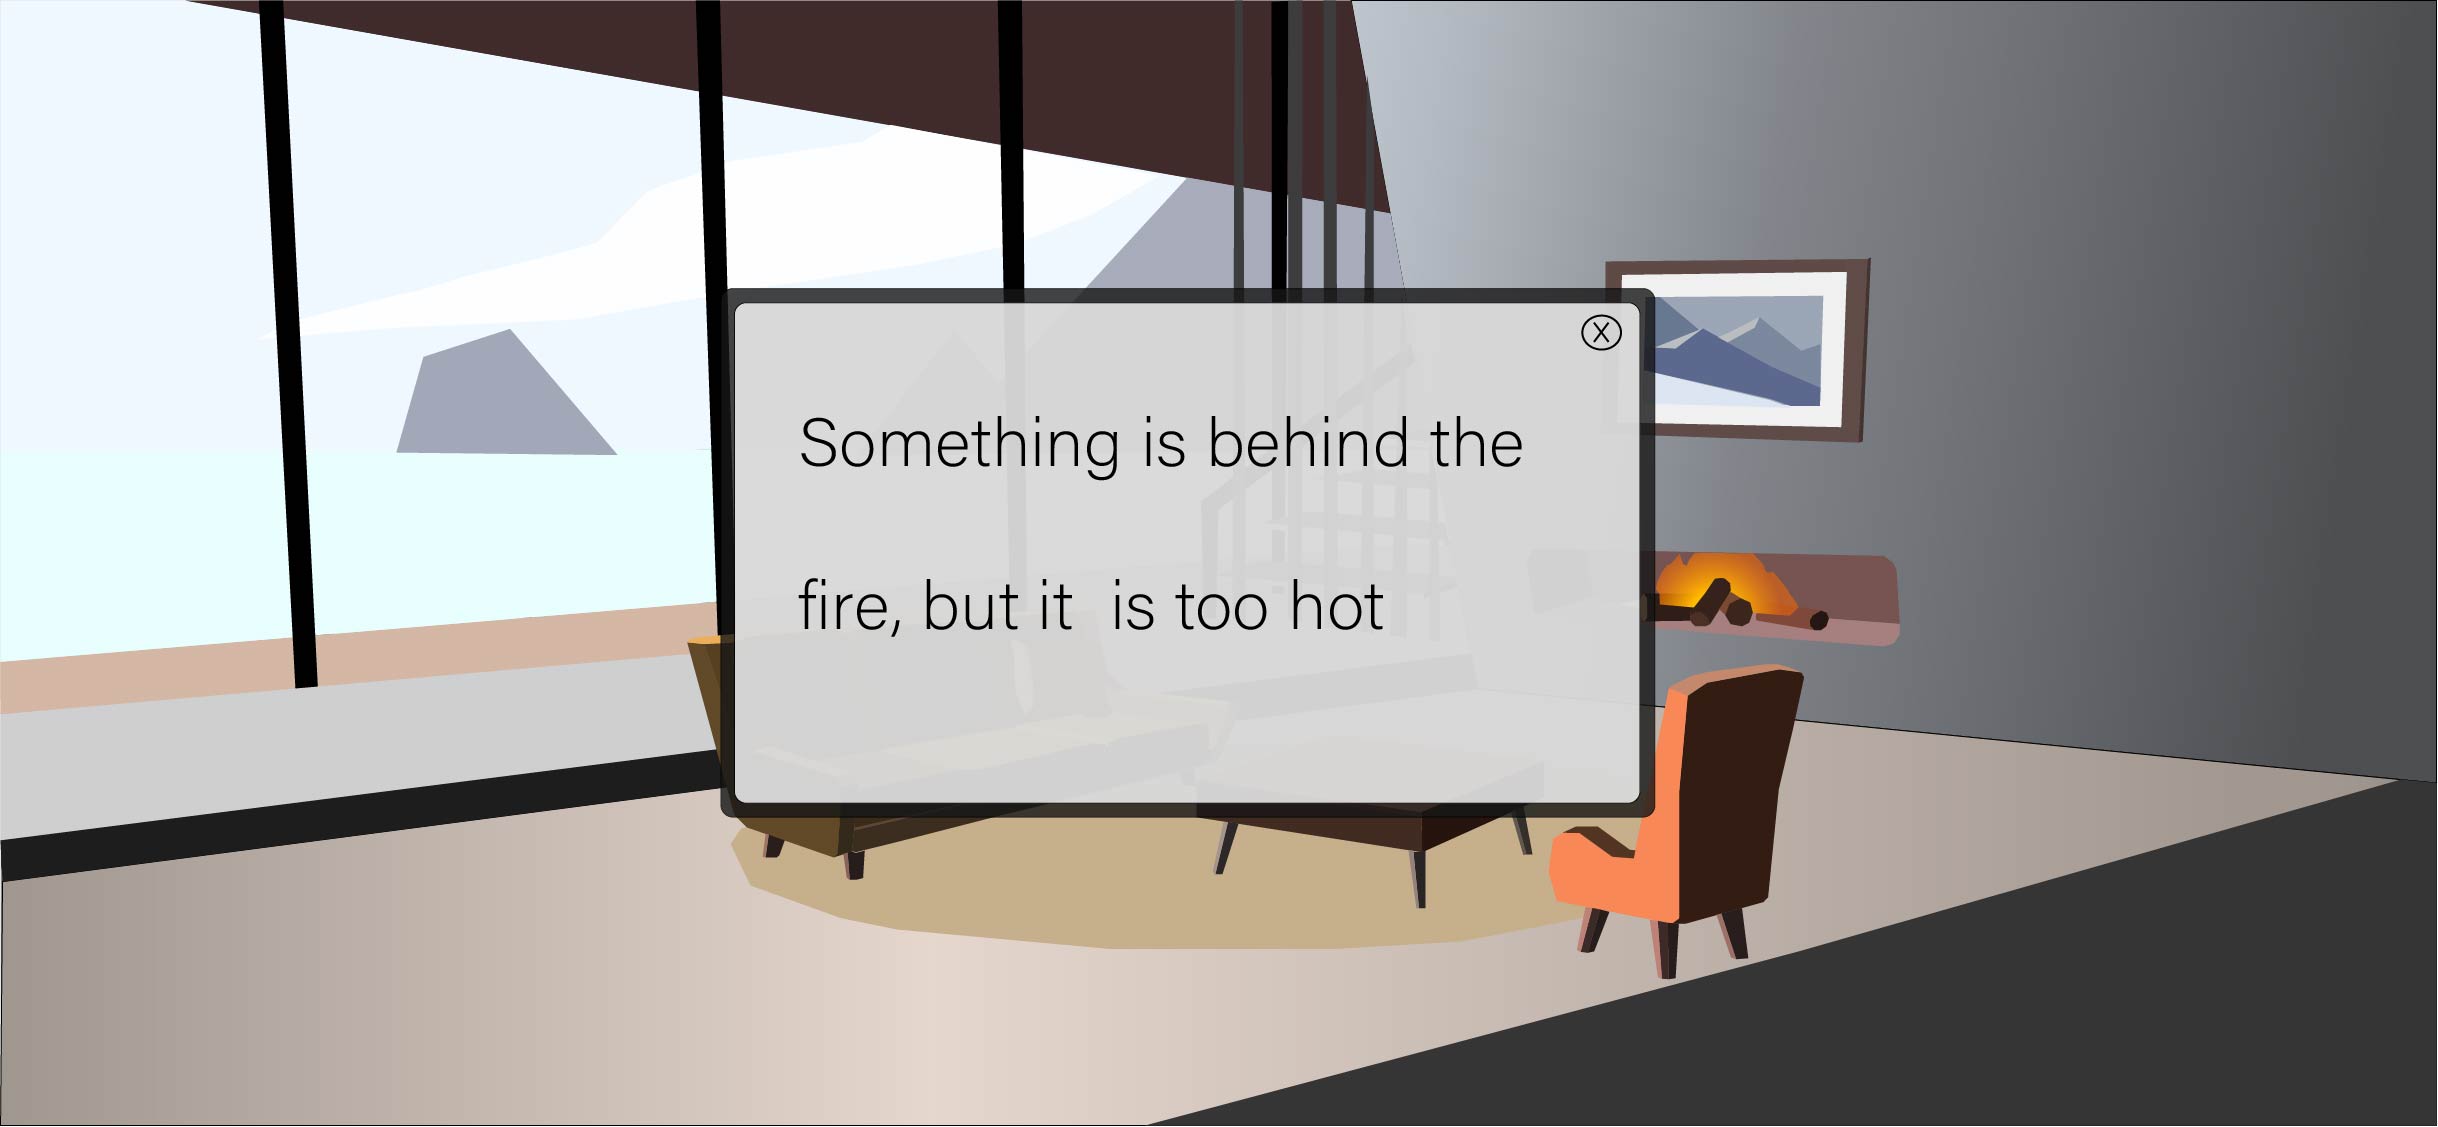 X
Something is behind the
fire, but it  is too hot